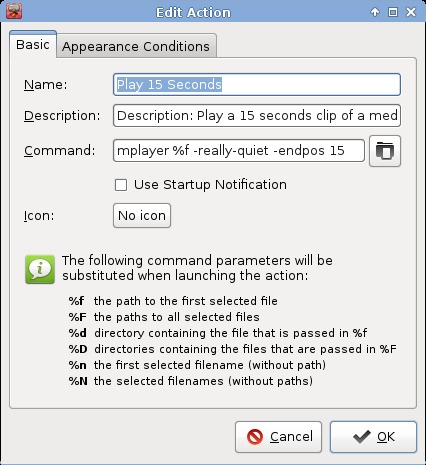 Edit Action
Basic
Appearance Conditions
Name:
Play 15 Seconds
Description:
Description: Play a 15 seconds clip of a med
Command:
mplayer %f -really-quiet -endpos 15
Use Startup Notification
Icon:
No icon
The following command parameters will be
substituted when launching the action:
%f the path to the first selected file
%F the paths to all selected files
%d directory containing the file that is passed in %f
%D directories containing the files that are passed in %F
%n the first selected filename (without path)
%N the selected filenames (without paths)
Cancel
OK